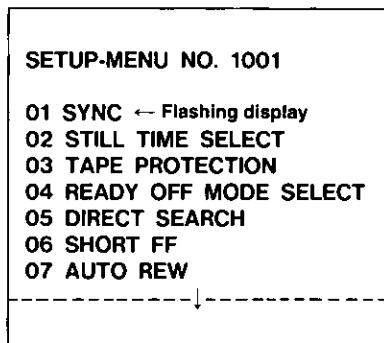 SETUP-MENU NO. 1001
01 SYNC ← Flashing display
02 STILL TIME SELECT
03 TAPE PROTECTION
04 READY OFF MODE SELECT
05 DIRECT SEARCH
06 SHORT FF
07 AUTO REW